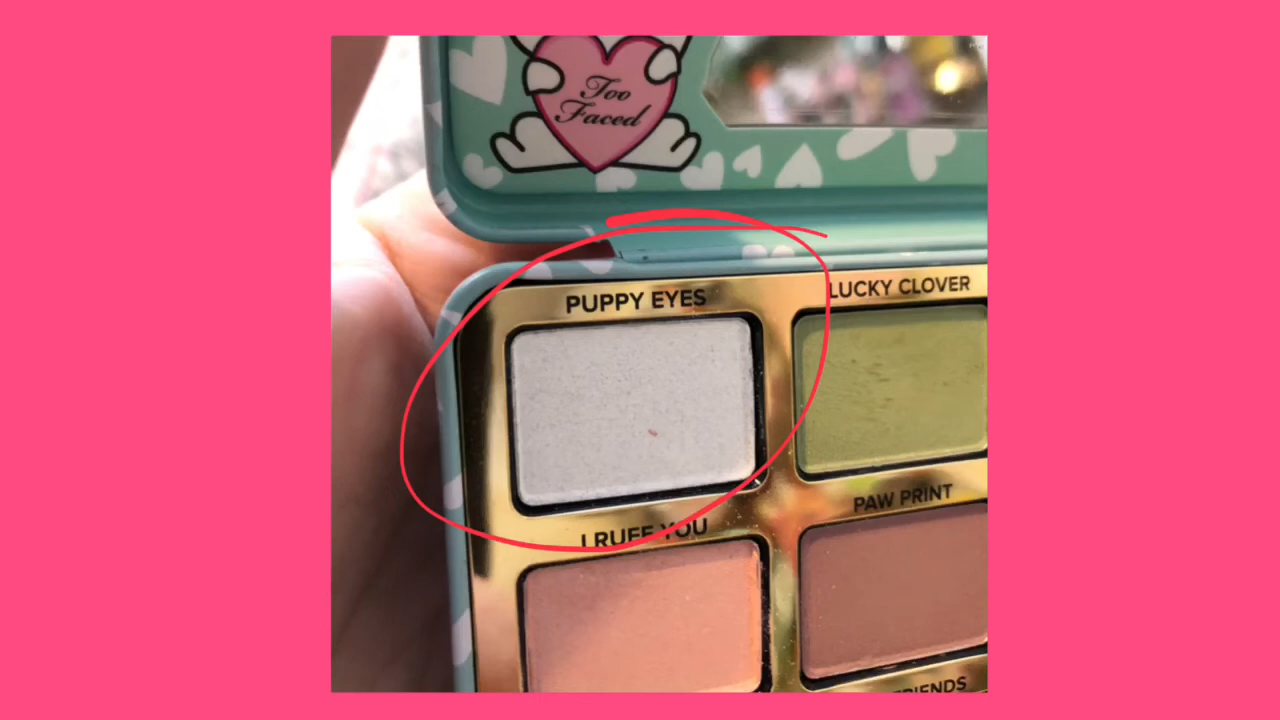 Too
Faced
PUPPY EYES
LUCKY CLOVER
I RUFF YOU
PAW PRINT